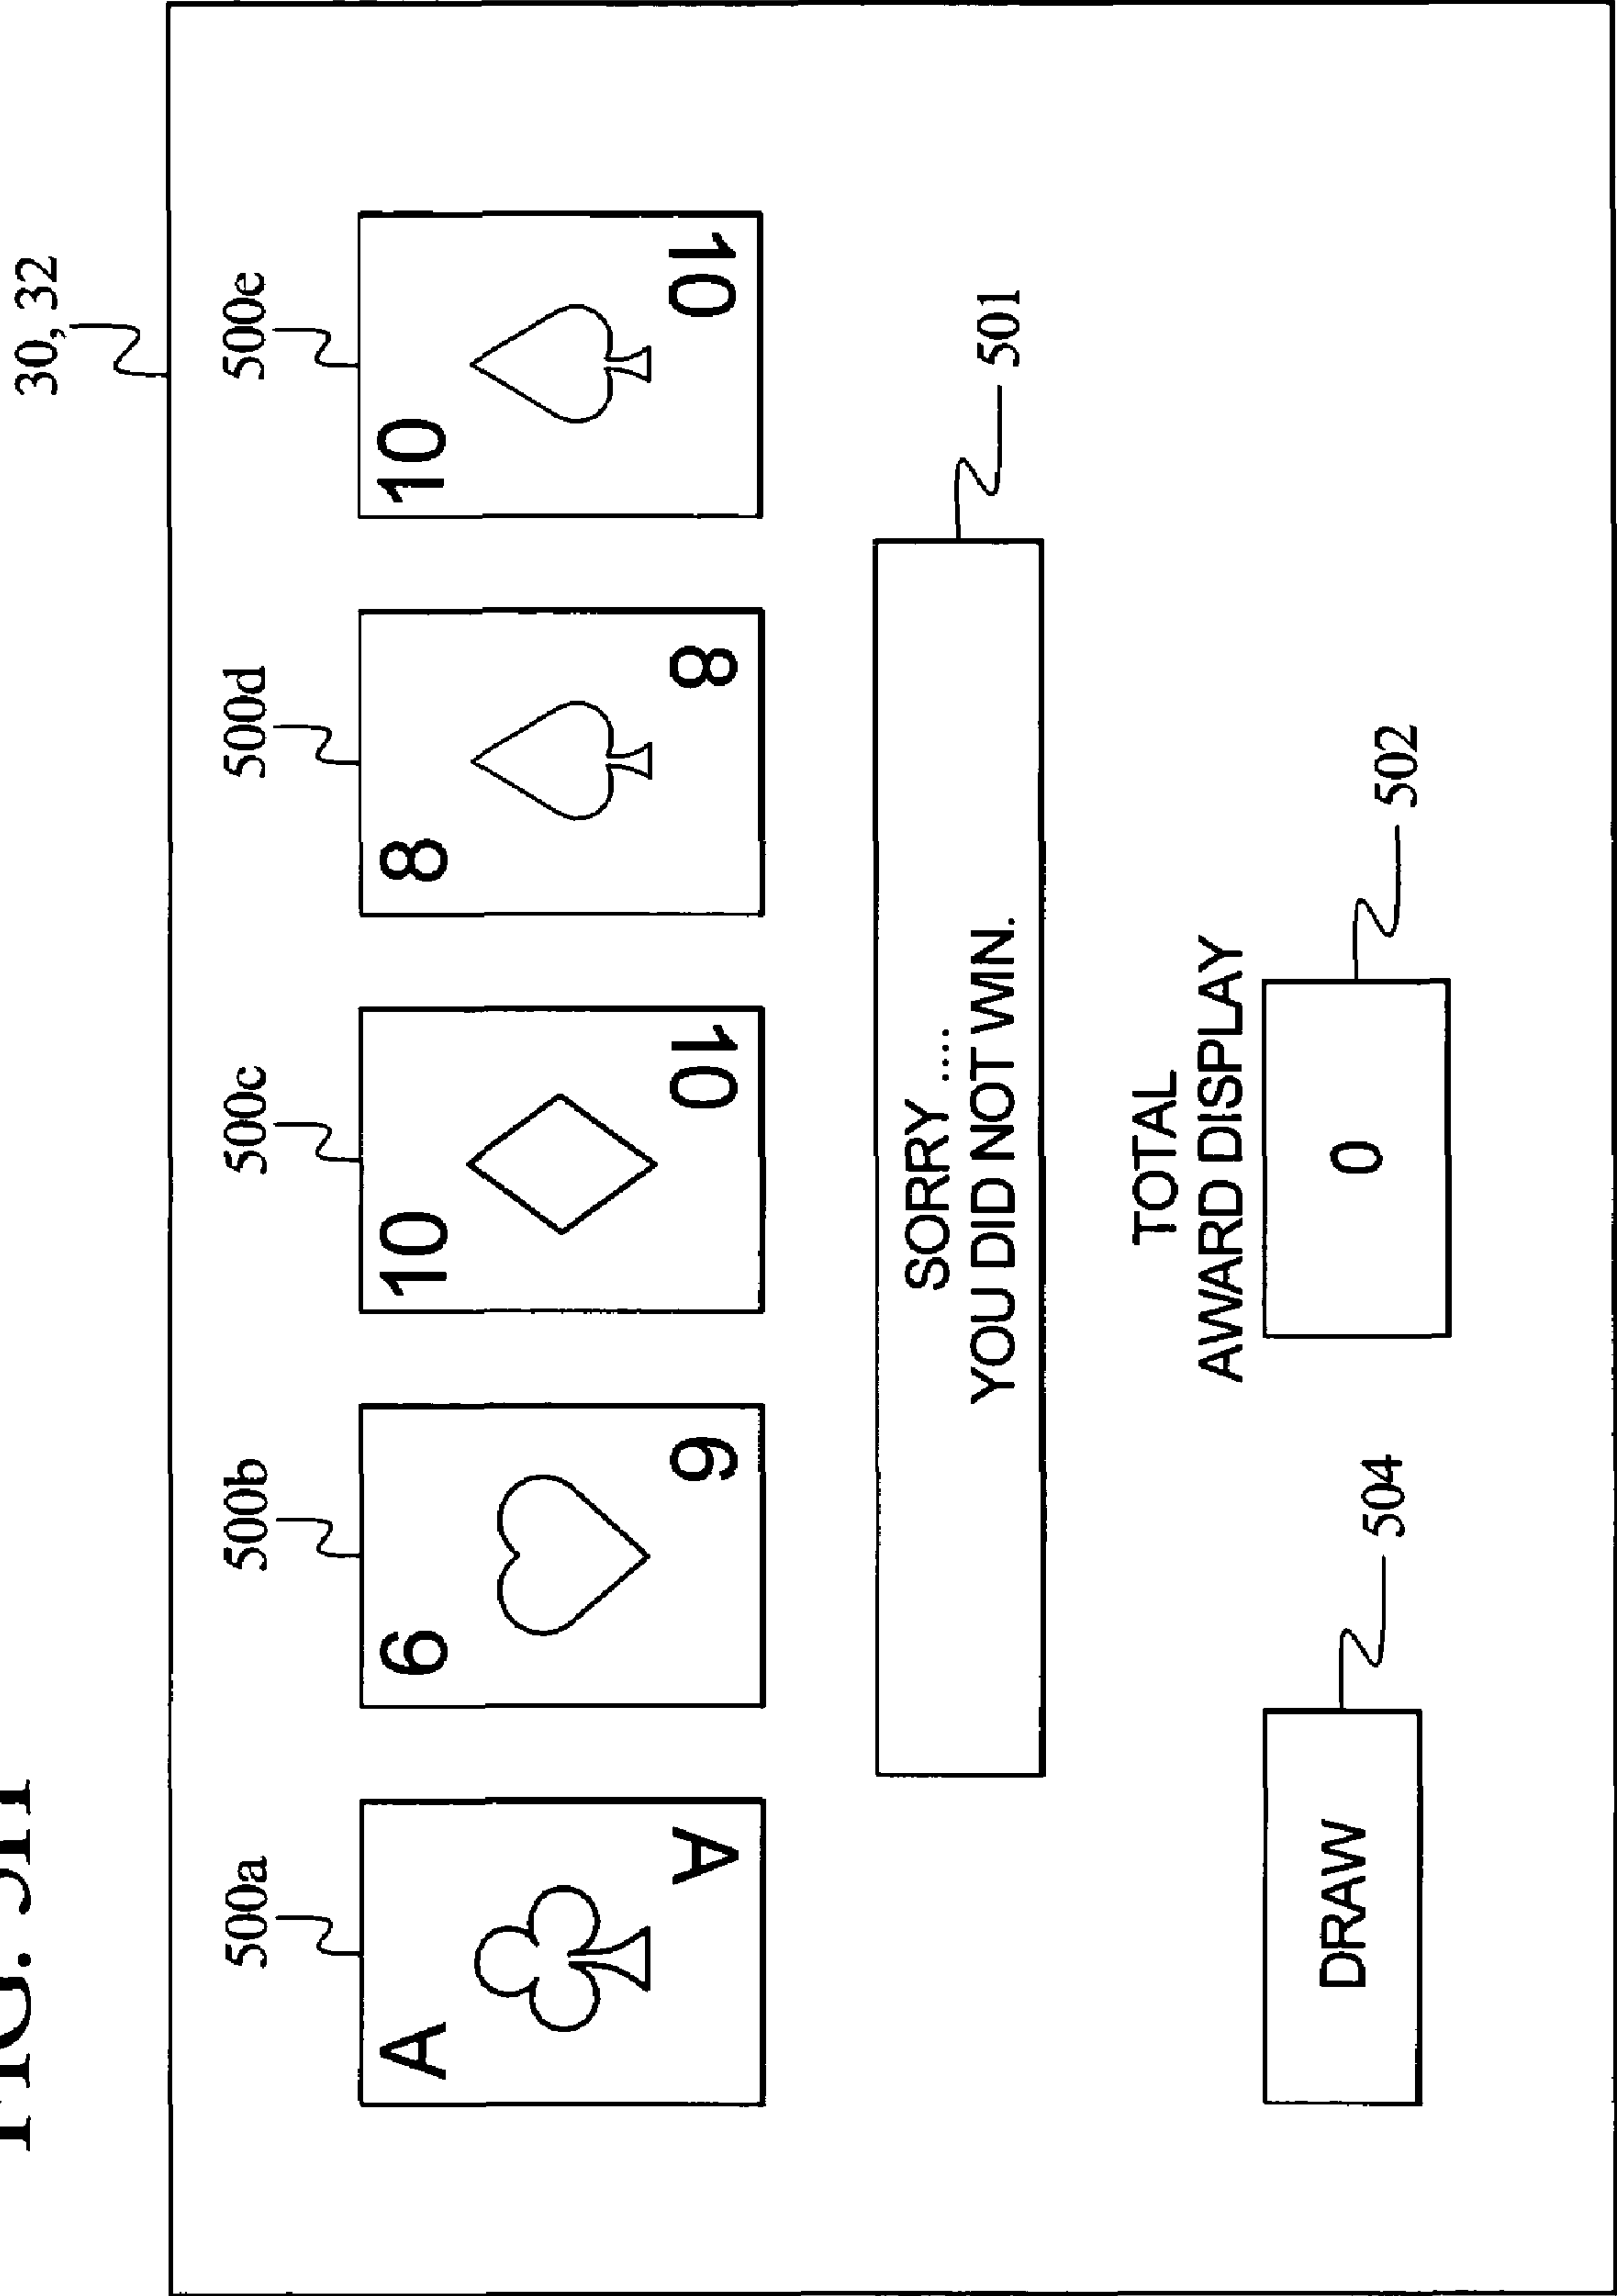 FIG.
30, 32
500a
500b
500c
500d
500e
A
6
10
8
10
A
6
10
8
10
SORRY.....
YOU DID NOT WIN.
501
TOTAL
AWARD DISPLAY
DRAW
504
0
502